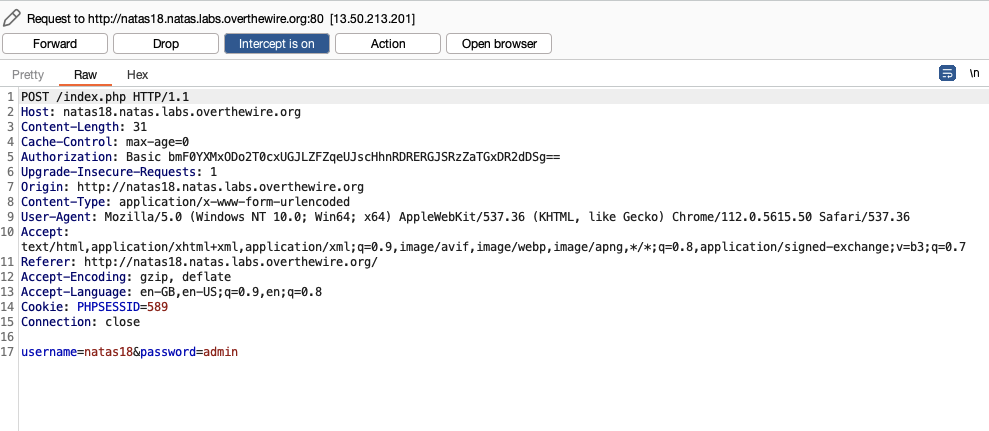 Request to http://natas18.natas.labs.overthewire.org:80 [13.50.213.201]
Forward Drop Intercept is on Action Open browser
Pretty Raw Hex \n
1 POST /index.php HTTP/1.1
2 Host: natas18.natas.labs.overthewire.org
3 Content-Length: 31
4 Cache-Control: max-age=0
5 Authorization: Basic bmF0YXMxODo2T0cxUGJLZFZqeUJscHhnRDRERGJSRzZaTGxDR2dDSg==
6 Upgrade-Insecure-Requests: 1
7 Origin: http://natas18.natas.labs.overthewire.org
8 Content-Type: application/x-www-form-urlencoded
9 User-Agent: Mozilla/5.0 (Windows NT 10.0; Win64; x64) AppleWebKit/537.36 (KHTML, like Gecko) Chrome/112.0.5615.50 Safari/537.36
10 Accept:
text/html,application/xhtml+xml,application/xml;q=0.9,image/avif,image/webp,image/apng,*/*;q=0.8,application/signed-exchange;v=b3;q=0.7
11 Referer: http://natas18.natas.labs.overthewire.org/
12 Accept-Encoding: gzip, deflate
13 Accept-Language: en-GB,en-US;q=0.9,en;q=0.8
14 Cookie: PHPSESSID=589
15 Connection: close
16
17 username=natas18&password=admin